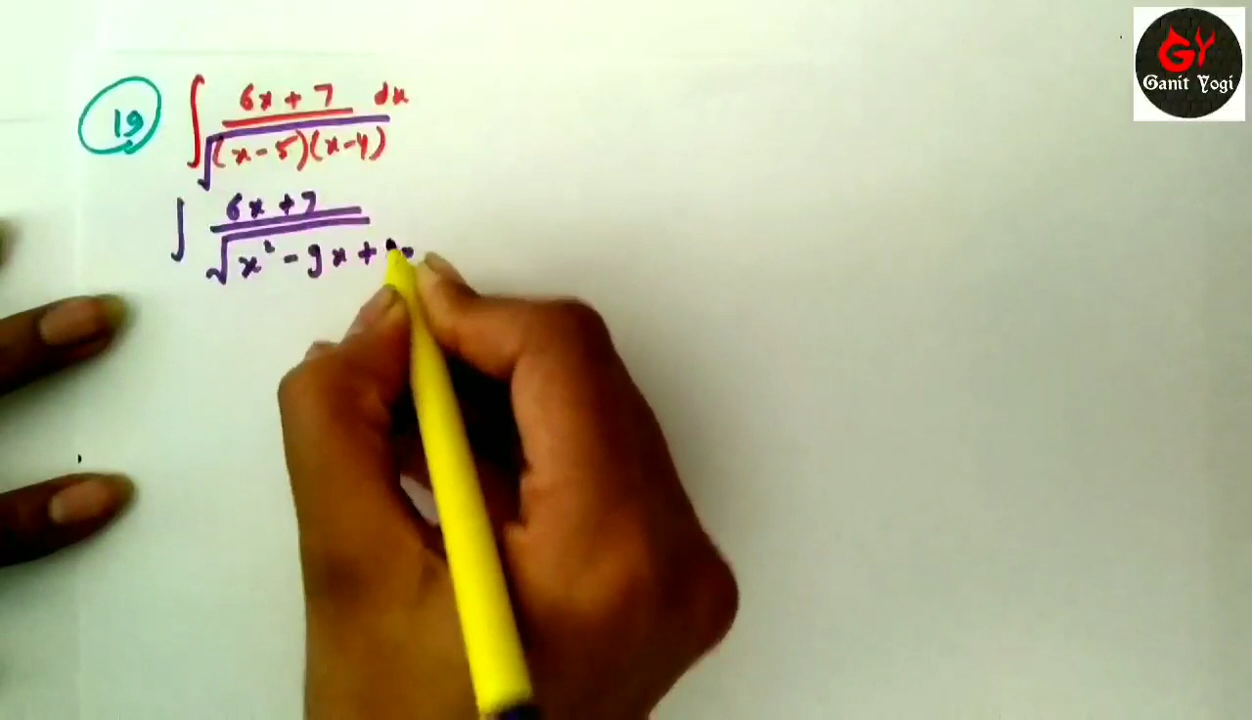 GY
Ganit Yogi
19 ∫ 6x + 7 dx
√(x - 5)(x - 4)
∫ 6x + 7
√x² - 9x +